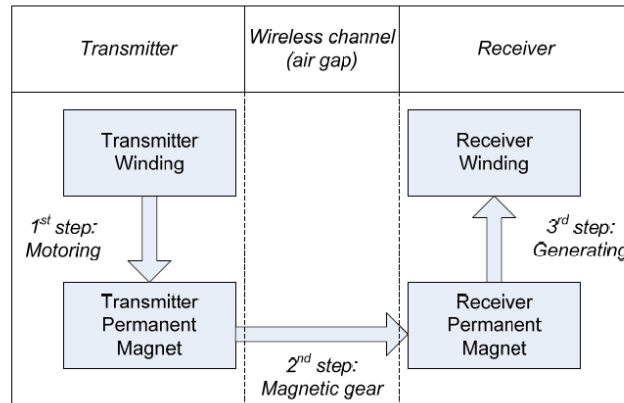 Transmitter
Wireless channel
(air gap)
Receiver
Transmitter
Winding
Receiver
Winding
1st step:
Motoring
3rd step:
Generating
Transmitter
Permanent
Magnet
Receiver
Permanent
Magnet
2nd step:
Magnetic gear